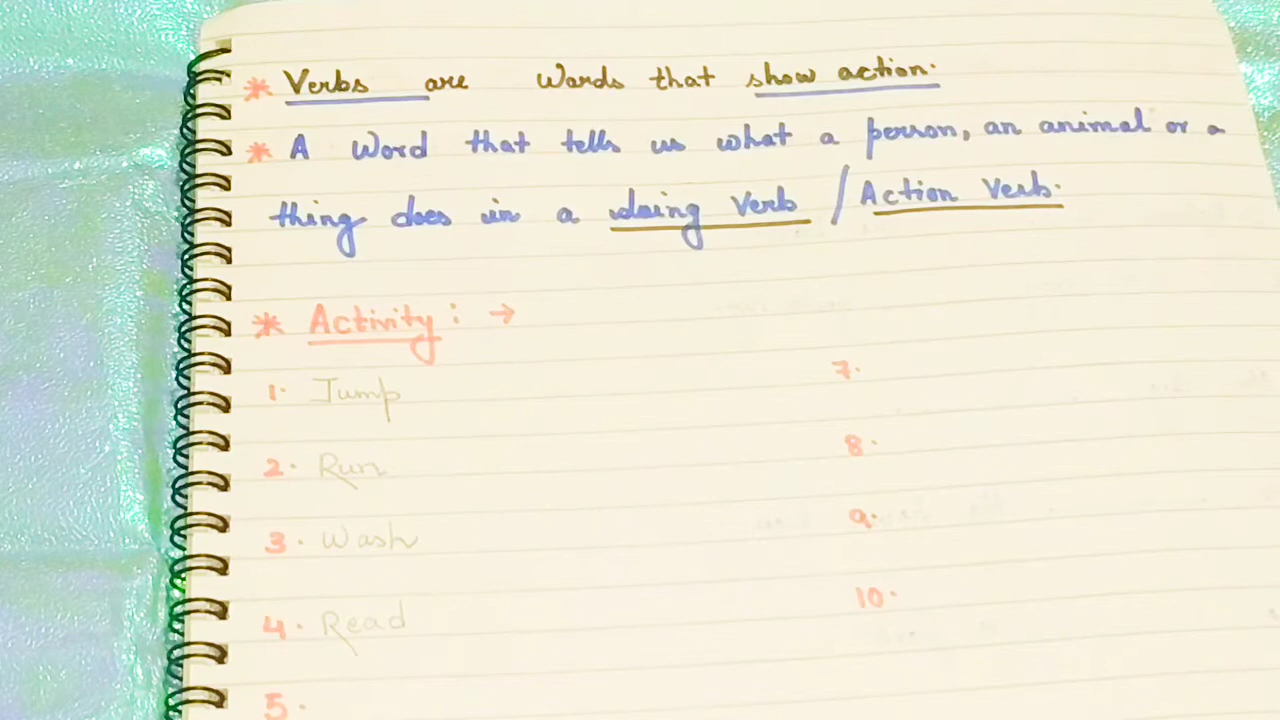 * Verbs are Words that show action.
* A Word that tells us what a person, an animal or a
thing does in a doing Verb / Action Verb.
* Activity : →
1. Jump
2. Run
3. Wash
4. Read
5.
7.
8.
9.
10.